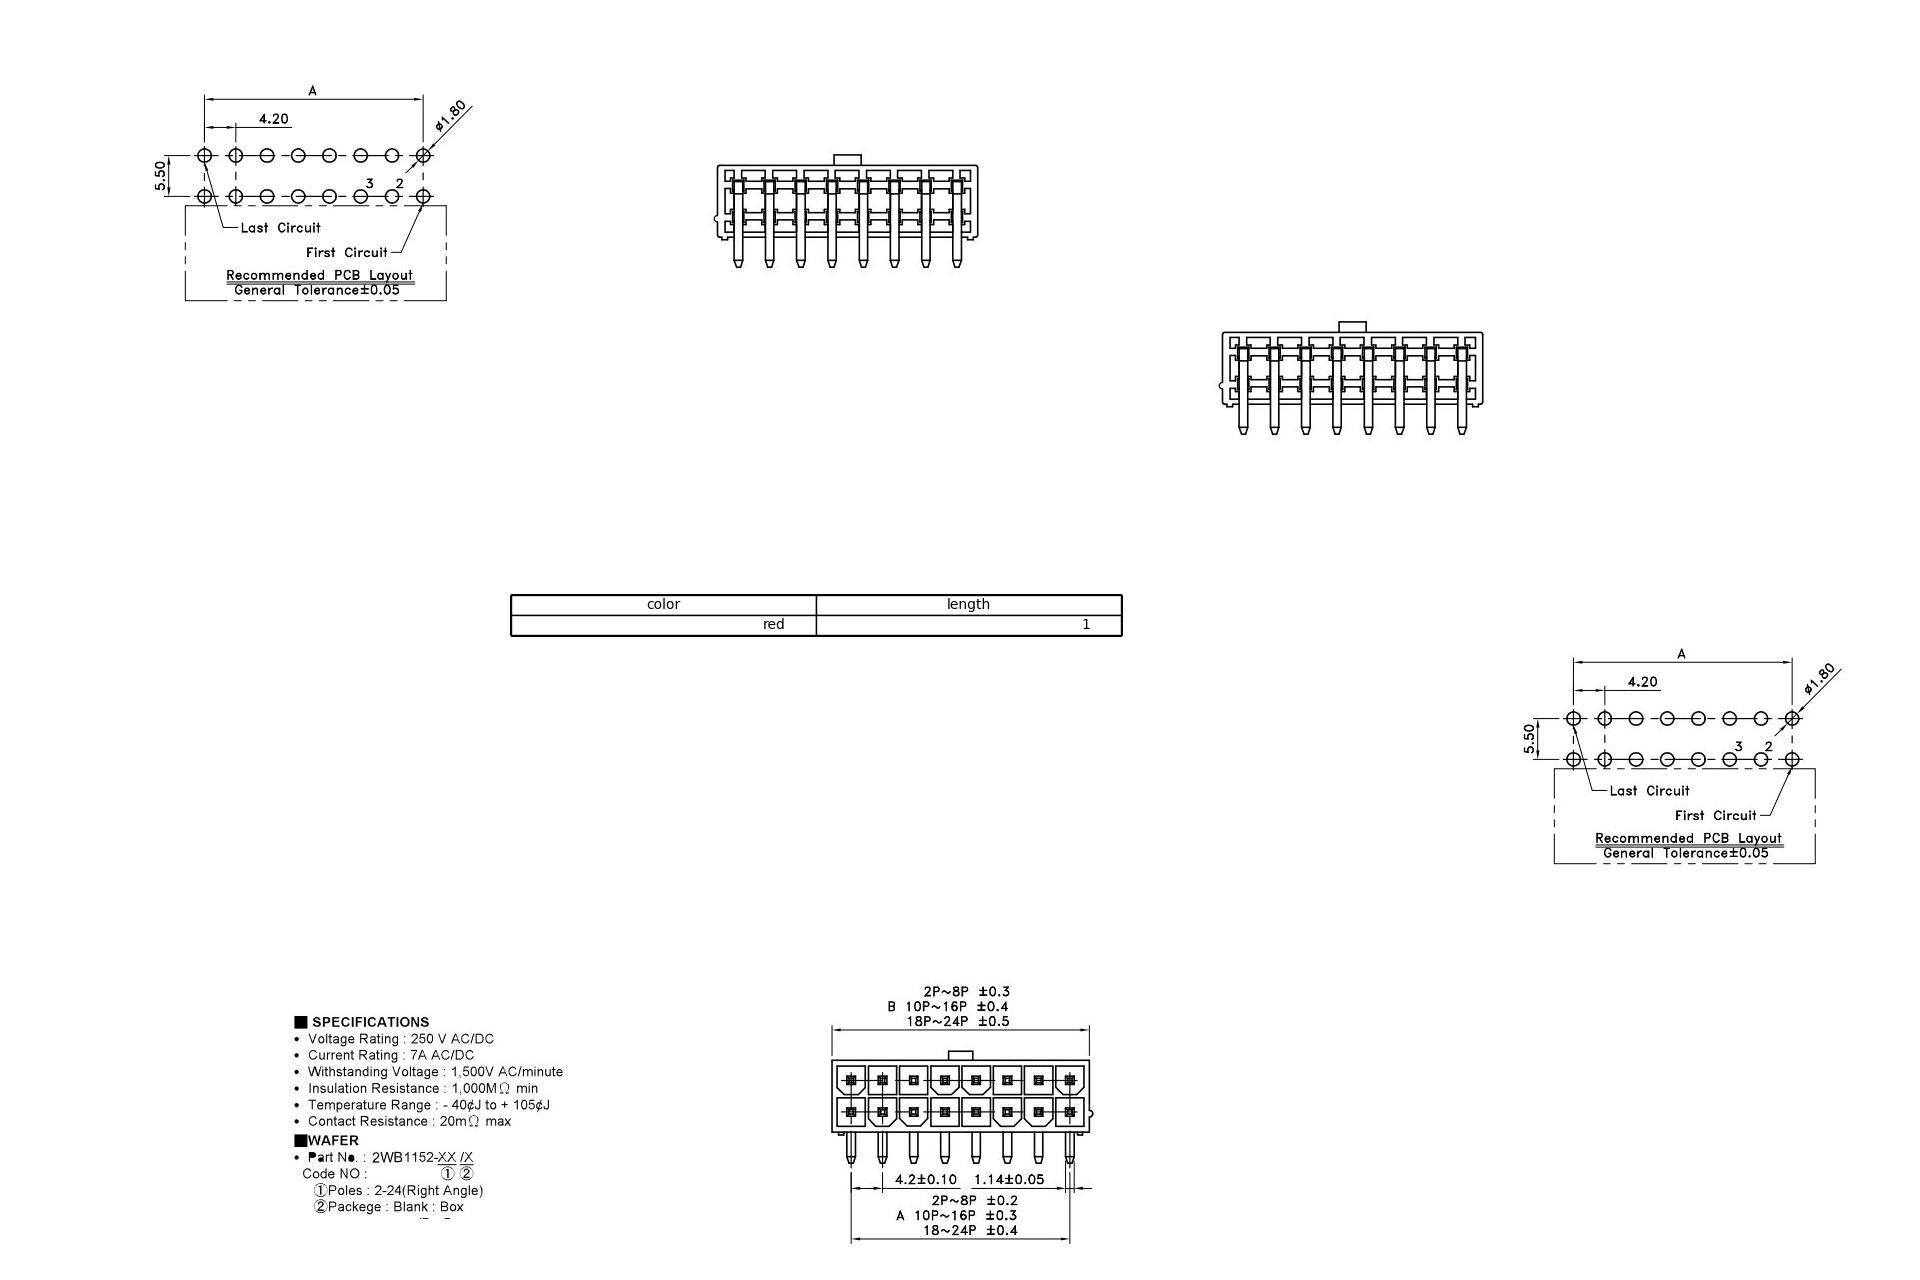 A
4.20
ø1.80
5.50
3 2
Last Circuit
First Circuit
Recommended PCB Layout
General Tolerance±0.05
color length
red 1
A
4.20
ø1.80
5.50
3 2
Last Circuit
First Circuit
Recommended PCB Layout
General Tolerance±0.05
■ SPECIFICATIONS
• Voltage Rating : 250 V AC/DC
• Current Rating : 7A AC/DC
• Withstanding Voltage : 1,500V AC/minute
• Insulation Resistance : 1,000MΩ min
• Temperature Range : - 40¢J to + 105¢J
• Contact Resistance : 20mΩ max
■WAFER
• Part No. : 2WB1152-XX /X
Code NO : ① ②
①Poles : 2-24(Right Angle)
②Packege : Blank : Box
2P~8P ±0.3
B 10P~16P ±0.4
18P~24P ±0.5
4.2±0.10 1.14±0.05
2P~8P ±0.2
A 10P~16P ±0.3
18~24P ±0.4